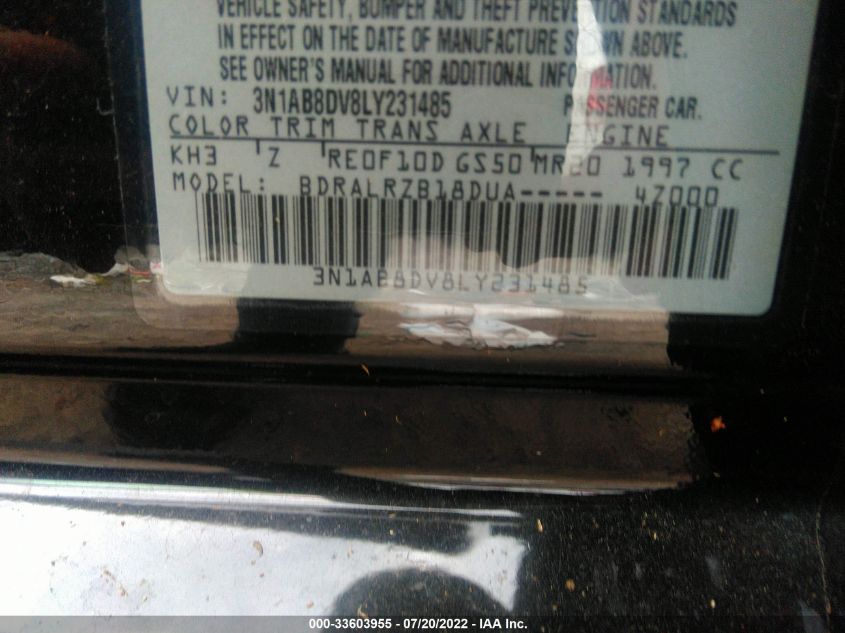 VEHICLE SAFETY, BUMPER AND THEFT PREVENTION STANDARDS
IN EFFECT ON THE DATE OF MANUFACTURE SHOWN ABOVE.
SEE OWNER'S MANUAL FOR ADDITIONAL INFORMATION.
VIN: 3N1AB8DV8LY231485 PASSENGER CAR.
COLOR TRIM TRANS AXLE ENGINE
KH3 Z RE0F10D GS50 MR20 1997 CC
MODEL: BDRALRZB18DUA----- 4Z000
3N1AB8DV8LY231485
000-33603955 / 07/20/2022 - IAA Inc.